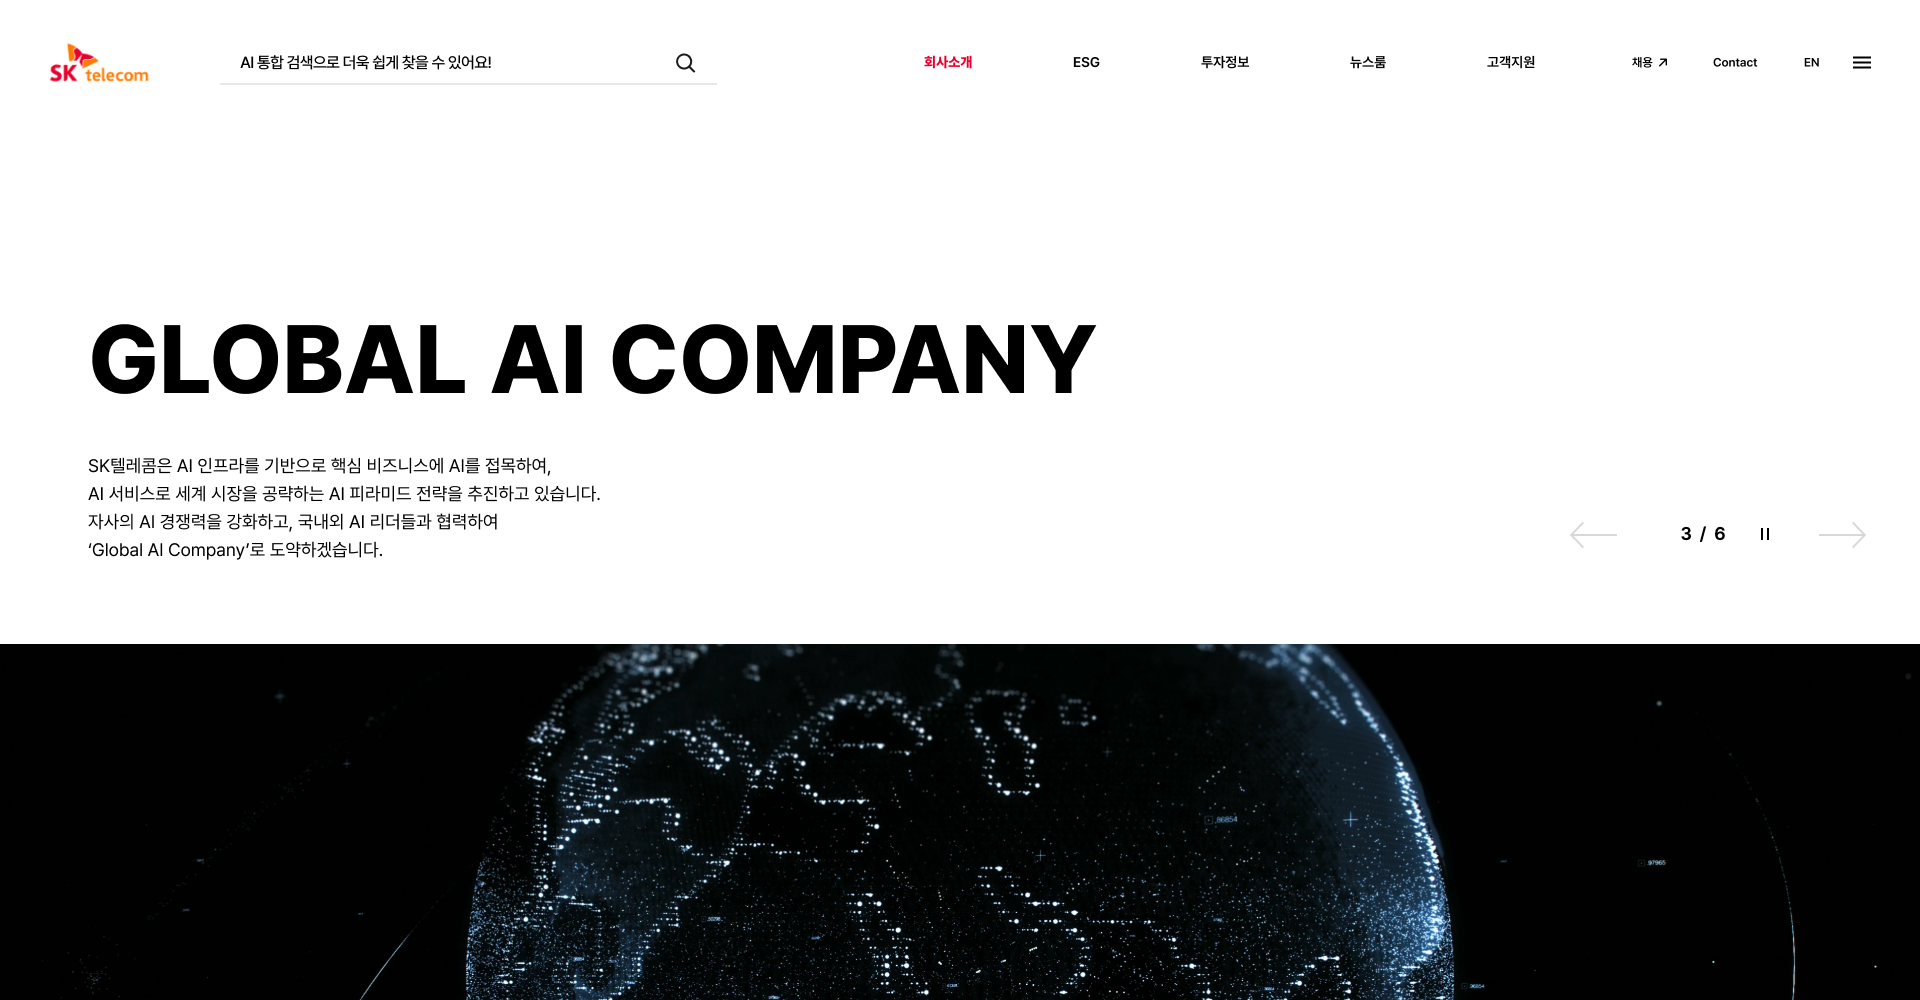 SK telecom
AI 통합 검색으로 더욱 쉽게 찾을 수 있어요!
회사소개
ESG
투자정보
뉴스룸
고객지원
채용
Contact
EN
GLOBAL AI COMPANY
SK텔레콤은 AI 인프라를 기반으로 핵심 비즈니스에 AI를 접목하여,
AI 서비스로 세계 시장을 공략하는 AI 피라미드 전략을 추진하고 있습니다.
자사의 AI 경쟁력을 강화하고, 국내외 AI 리더들과 협력하여
‘Global AI Company’로 도약하겠습니다.
3 / 6
97965